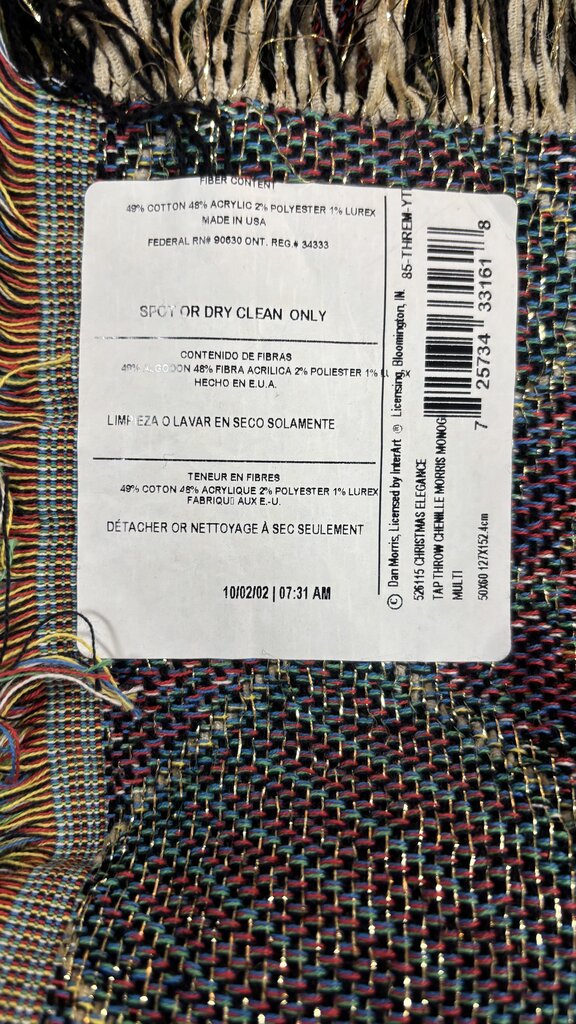 FIBER CONTENT
49% COTTON 48% ACRYLIC 2% POLYESTER 1% LUREX
MADE IN USA
FEDERAL RN# 90630 ONT. REG.# 34333
SPOT OR DRY CLEAN ONLY
CONTENIDO DE FIBRAS
49% ALGODON 48% FIBRA ACRILICA 2% POLIESTER 1% LUREX
HECHO EN E.U.A.
LIMPIEZA O LAVAR EN SECO SOLAMENTE
TENEUR EN FIBRES
49% COTON 48% ACRYLIQUE 2% POLYESTER 1% LUREX
FABRIQU AUX E.-U.
DÉTACHER OR NETTOYAGE À SEC SEULEMENT
10/02/02 | 07:31 AM
© Dan Morris, Licensed by InterArt ® Licensing, Bloomington, IN. 85-THREM-YT
526115 CHRISTMAS ELEGANCE
TAP THROW CHENILLE MORRIS MONOG
MULTI
50X60 127X152.4cm
7 25734 33161 8